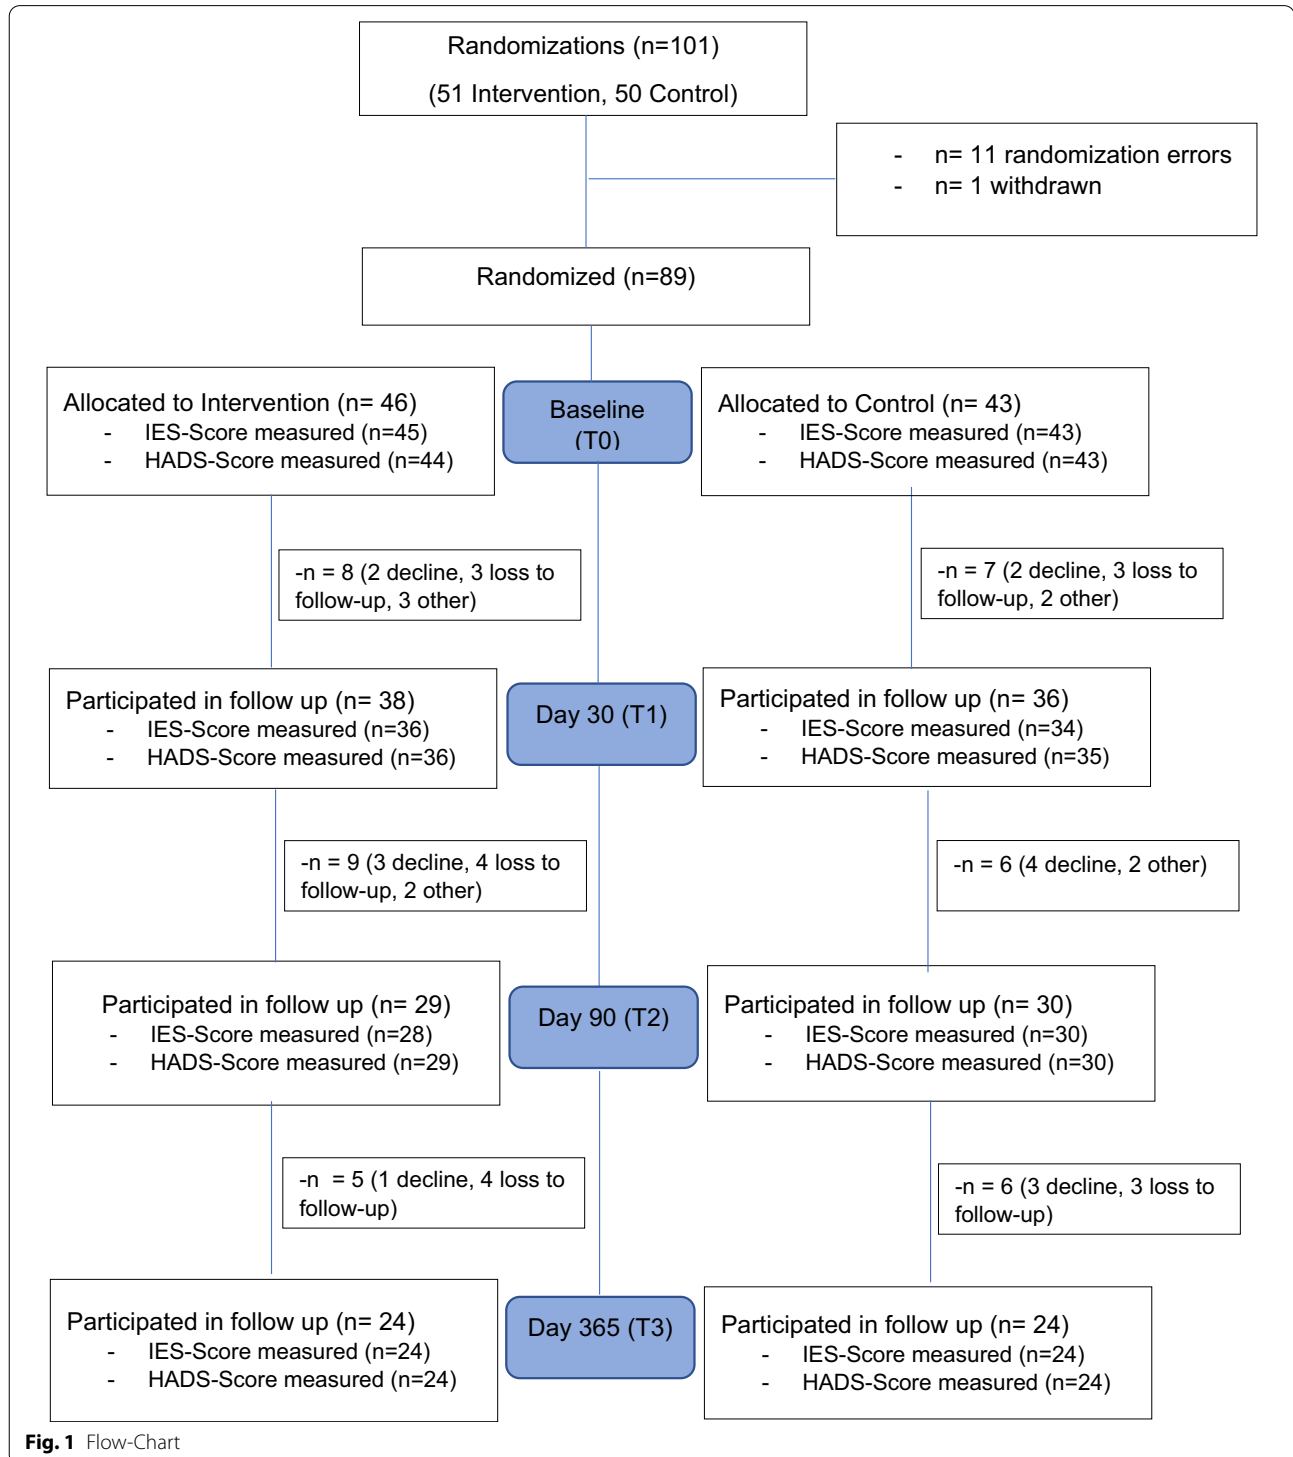 Randomizations (n=101)
(51 Intervention, 50 Control)
- n= 11 randomization errors
- n= 1 withdrawn
Randomized (n=89)
Allocated to Intervention (n= 46)
- IES-Score measured (n=45)
- HADS-Score measured (n=44)
Baseline
(T0)
Allocated to Control (n= 43)
- IES-Score measured (n=43)
- HADS-Score measured (n=43)
-n = 8 (2 decline, 3 loss to
follow-up, 3 other)
-n = 7 (2 decline, 3 loss to
follow-up, 2 other)
Participated in follow up (n= 38)
- IES-Score measured (n=36)
- HADS-Score measured (n=36)
Day 30 (T1)
Participated in follow up (n= 36)
- IES-Score measured (n=34)
- HADS-Score measured (n=35)
-n = 9 (3 decline, 4 loss to
follow-up, 2 other)
-n = 6 (4 decline, 2 other)
Participated in follow up (n= 29)
- IES-Score measured (n=28)
- HADS-Score measured (n=29)
Day 90 (T2)
Participated in follow up (n= 30)
- IES-Score measured (n=30)
- HADS-Score measured (n=30)
-n = 5 (1 decline, 4 loss to
follow-up)
-n = 6 (3 decline, 3 loss to
follow-up)
Participated in follow up (n= 24)
- IES-Score measured (n=24)
- HADS-Score measured (n=24)
Day 365 (T3)
Participated in follow up (n= 24)
- IES-Score measured (n=24)
- HADS-Score measured (n=24)
Fig. 1 Flow-Chart